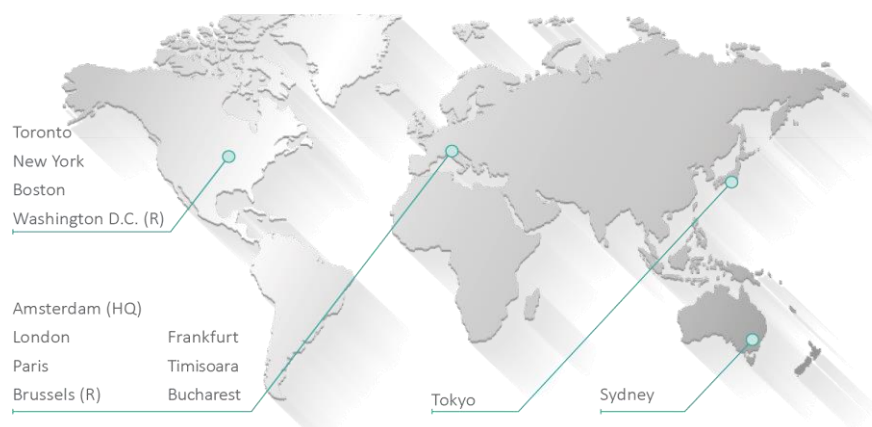 Toronto
New York
Boston
Washington D.C. (R)
Amsterdam (HQ)
London Frankfurt
Paris Timisoara
Brussels (R) Bucharest
Tokyo
Sydney